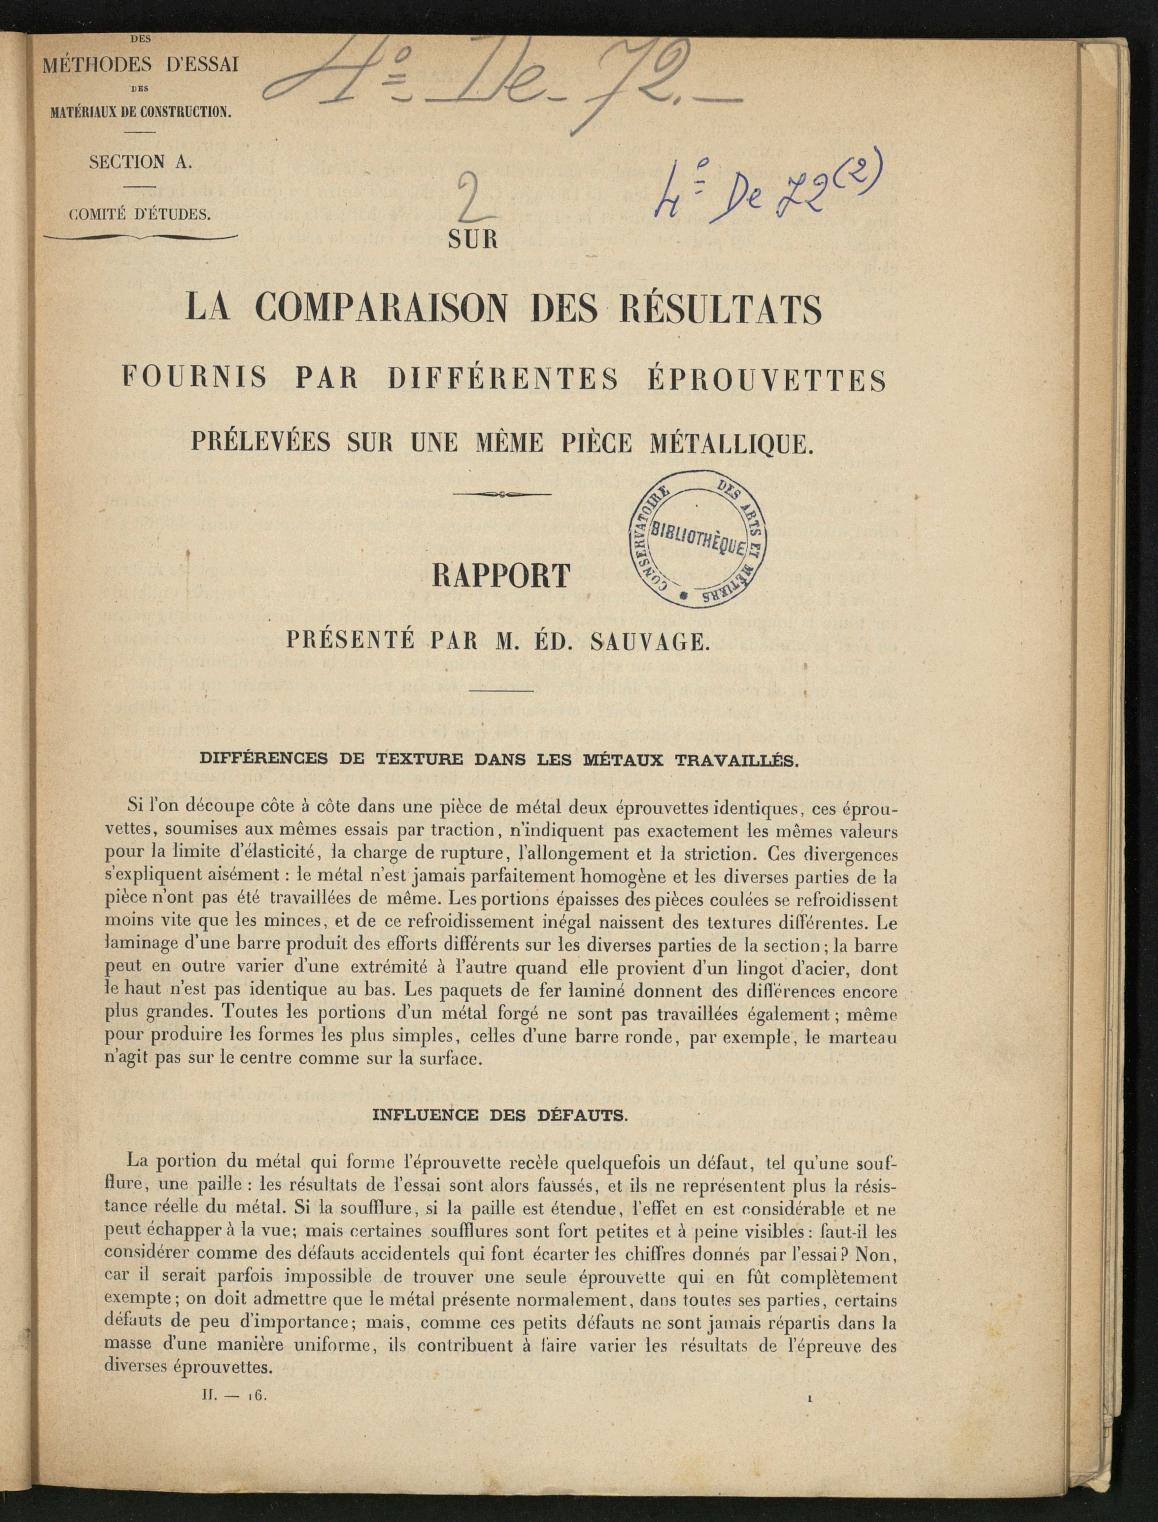 DES
MÉTHODES D'ESSAI
DES
MATÉRIAUX DE CONSTRUCTION.
SECTION A.
COMITÉ D'ÉTUDES.
4º De 72.
4º De 72(2)
2
SUR
LA COMPARAISON DES RÉSULTATS
FOURNIS PAR DIFFÉRENTES ÉPROUVETTES
PRÉLEVÉES SUR UNE MÊME PIÈCE MÉTALLIQUE.
CONSERVATOIRE DES ARTS ET MÉTIERS
BIBLIOTHÈQUE
RAPPORT
PRÉSENTÉ PAR M. ÉD. SAUVAGE.
DIFFÉRENCES DE TEXTURE DANS LES MÉTAUX TRAVAILLÉS.
Si l'on découpe côte à côte dans une pièce de métal deux éprouvettes identiques, ces éprou-
vettes, soumises aux mêmes essais par traction, n'indiquent pas exactement les mêmes valeurs
pour la limite d'élasticité, la charge de rupture, l'allongement et la striction. Ces divergences
s'expliquent aisément : le métal n'est jamais parfaitement homogène et les diverses parties de la
pièce n'ont pas été travaillées de même. Les portions épaisses des pièces coulées se refroidissent
moins vite que les minces, et de ce refroidissement inégal naissent des textures différentes. Le
laminage d'une barre produit des efforts différents sur les diverses parties de la section; la barre
peut en outre varier d'une extrémité à l'autre quand elle provient d'un lingot d'acier, dont
le haut n'est pas identique au bas. Les paquets de fer laminé donnent des différences encore
plus grandes. Toutes les portions d'un métal forgé ne sont pas travaillées également; même
pour produire les formes les plus simples, celles d'une barre ronde, par exemple, le marteau
n'agit pas sur le centre comme sur la surface.
INFLUENCE DES DÉFAUTS.
La portion du métal qui forme l'éprouvette recèle quelquefois un défaut, tel qu'une souf-
flure, une paille : les résultats de l'essai sont alors faussés, et ils ne représentent plus la résis-
tance réelle du métal. Si la soufflure, si la paille est étendue, l'effet en est considérable et ne
peut échapper à la vue; mais certaines soufflures sont fort petites et à peine visibles : faut-il les
considérer comme des défauts accidentels qui font écarter les chiffres donnés par l'essai? Non,
car il serait parfois impossible de trouver une seule éprouvette qui en fût complètement
exempte; on doit admettre que le métal présente normalement, dans toutes ses parties, certains
défauts de peu d'importance; mais, comme ces petits défauts ne sont jamais répartis dans la
masse d'une manière uniforme, ils contribuent à faire varier les résultats de l'épreuve des
diverses éprouvettes.
II. — 16.
1